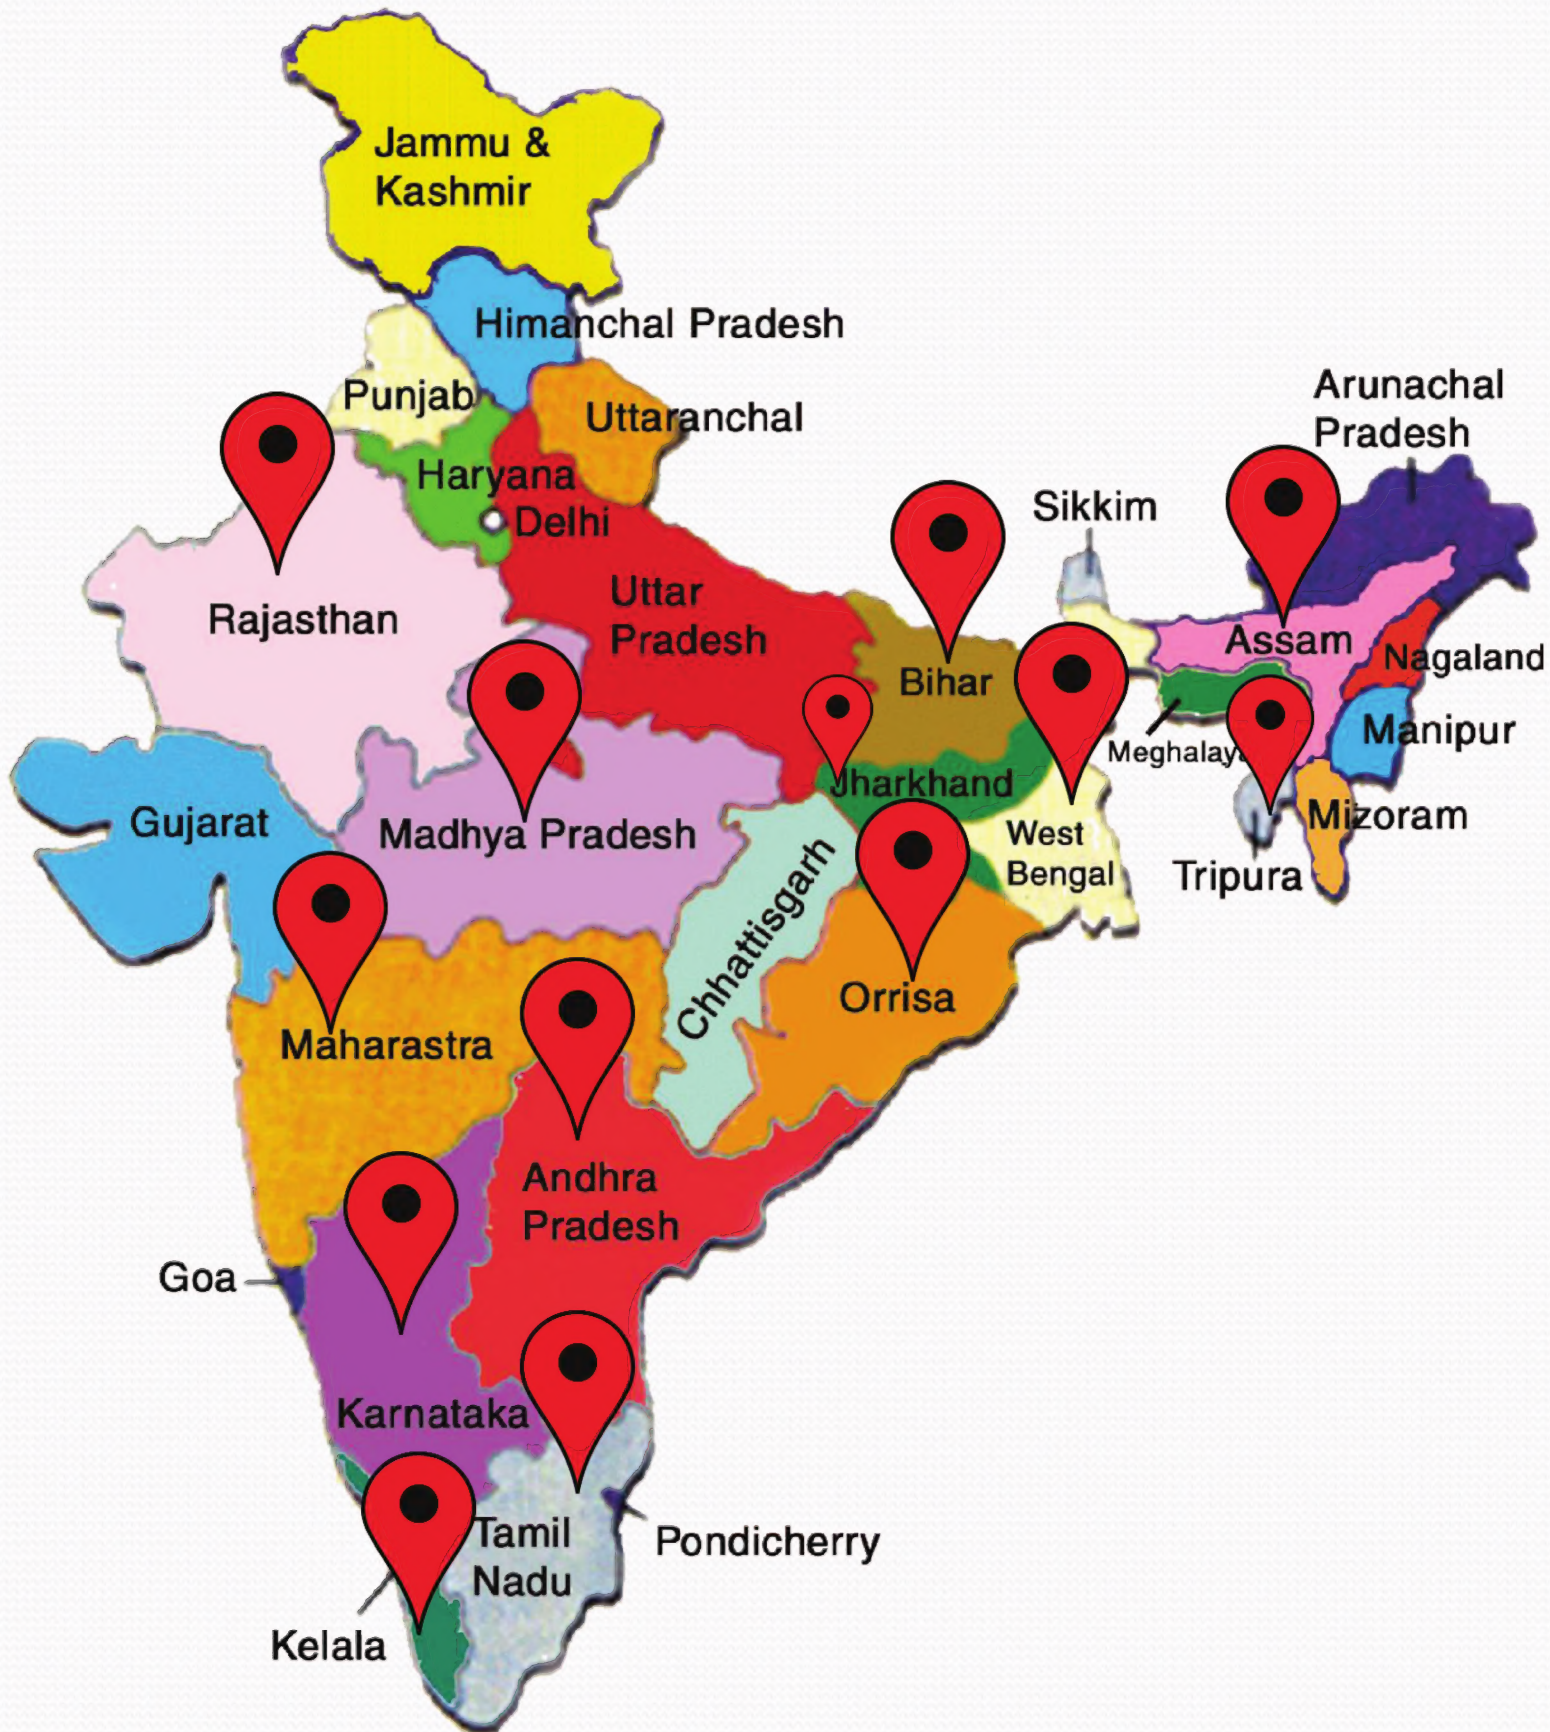 Jammu &
Kashmir
Himanchal Pradesh
Punjab
Uttaranchal
Arunachal
Pradesh
Haryana
Delhi
Sikkim
Uttar
Pradesh
Rajasthan
Assam
Nagaland
Bihar
Manipur
Meghalaya
Jharkhand
Gujarat
Madhya Pradesh
West
Bengal
Mizoram
Tripura
Chhattisgarh
Orrisa
Maharastra
Andhra
Pradesh
Goa
Karnataka
Tamil
Nadu
Pondicherry
Kelala